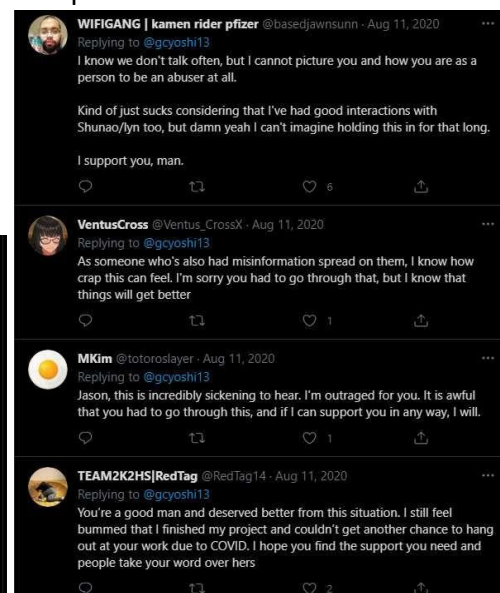 WIFIGANG | kamen rider pfizer @basedjawnsunn · Aug 11, 2020
Replying to @gcyoshi13
I know we don't talk often, but I cannot picture you and how you are as a
person to be an abuser at all.
Kind of just sucks considering that I've had good interactions with
Shunao/lyn too, but damn yeah I can't imagine holding this in for that long.
I support you, man.
6
VentusCross @Ventus_CrossX · Aug 11, 2020
Replying to @gcyoshi13
As someone who's also had misinformation spread on them, I know how
crap this can feel. I'm sorry you had to go through that, but I know that
things will get better
1
MKim @totoroslayer · Aug 11, 2020
Replying to @gcyoshi13
Jason, this is incredibly sickening to hear. I'm outraged for you. It is awful
that you had to go through this, and if I can support you in any way, I will.
1
TEAM2K2HS|RedTag @RedTag14 · Aug 11, 2020
Replying to @gcyoshi13
You're a good man and deserved better from this situation. I still feel
bummed that I finished my project and couldn't get another chance to hang
out at your work due to COVID. I hope you find the support you need and
people take your word over hers
2